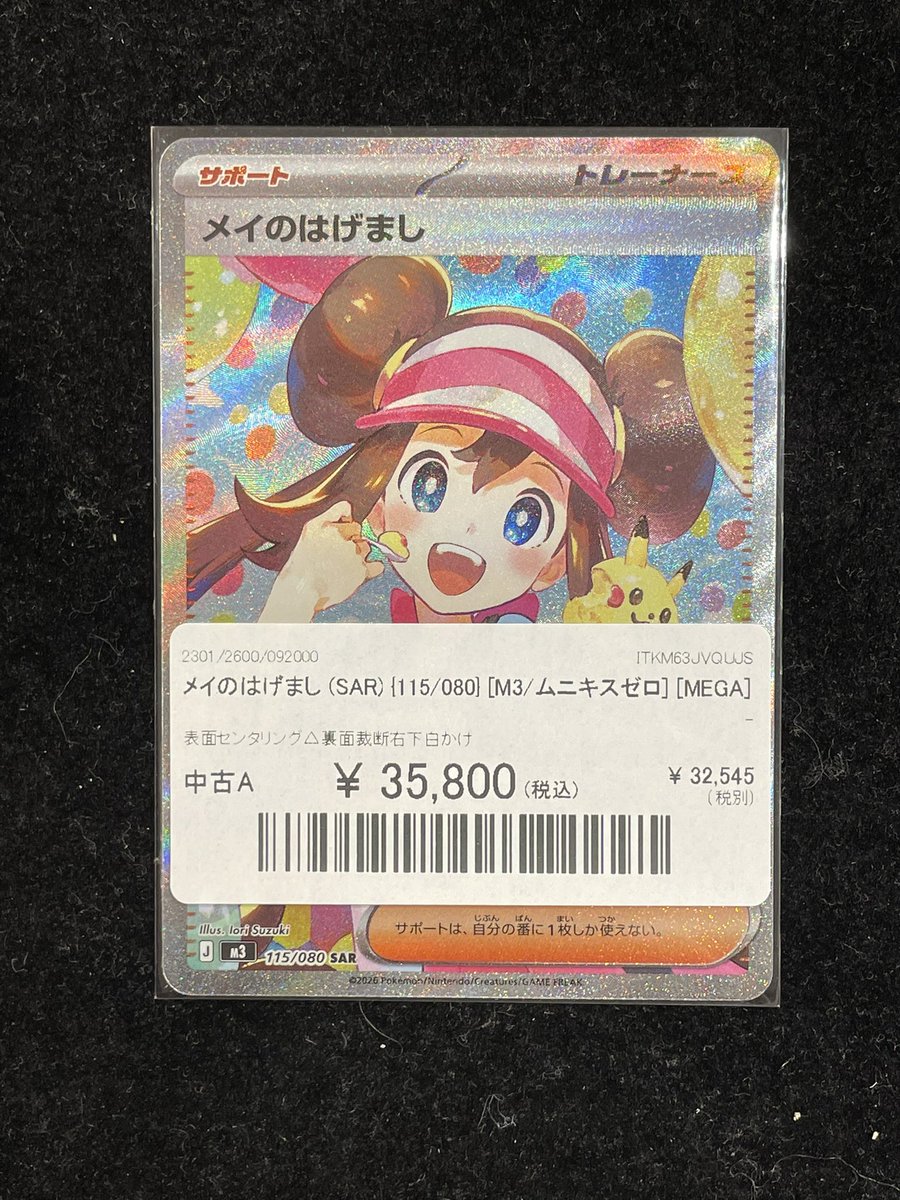 サポート
トレーナーズ
メイのはげまし
2301/2600/092000
ITKM63JVQUJS
メイのはげまし (SAR) {115/080} [M3/ムニキスゼロ] [MEGA]
-
表面センタリング△裏面裁断右下白かけ
中古A
¥ 35,800 (税込)
¥ 32,545
(税別)
Illus. Iori Suzuki
サポートは、自分の番に1枚しか使えない。
J M3 115/080 SAR
©2026 Pokémon/Nintendo/Creatures/GAME FREAK